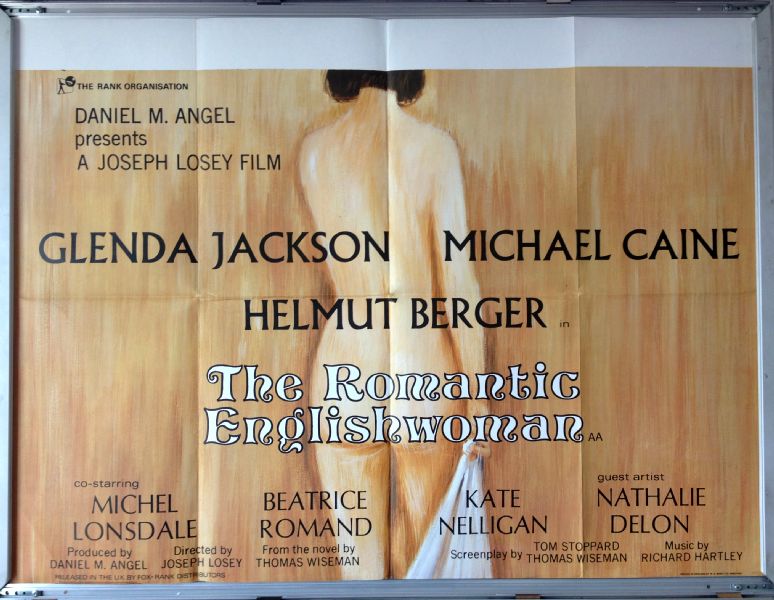 THE RANK ORGANISATION
DANIEL M. ANGEL
presents
A JOSEPH LOSEY FILM
GLENDA JACKSON MICHAEL CAINE
HELMUT BERGER in
The Romantic
Englishwoman AA
co-starring
MICHEL
LONSDALE
BEATRICE
ROMAND
KATE
NELLIGAN
guest artist
NATHALIE
DELON
Produced by
DANIEL M. ANGEL
Directed by
JOSEPH LOSEY
From the novel by
THOMAS WISEMAN
Screenplay by TOM STOPPARD
THOMAS WISEMAN
Music by
RICHARD HARTLEY
RELEASED IN THE U.K. BY FOX-RANK DISTRIBUTORS